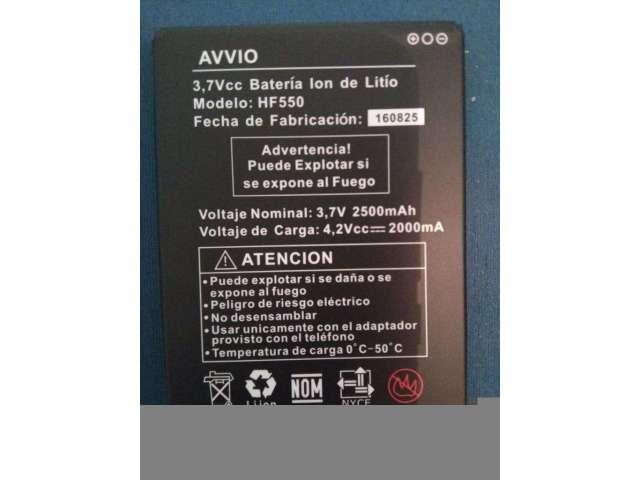 AVVIO
3,7Vcc Batería Ion de Litío
Modelo: HF550
Fecha de Fabricación: 160825
Advertencia!
Puede Explotar si
se expone al Fuego
Voltaje Nominal: 3,7V 2500mAh
Voltaje de Carga: 4,2Vcc⎓2000mA
ATENCION
•Puede explotar si se daña o se
expone al fuego
•Peligro de riesgo eléctrico
•No desensamblar
•Usar unicamente con el adaptador
provisto con el teléfono
•Temperatura de carga 0°C-50°C
Li ion NOM NYCE